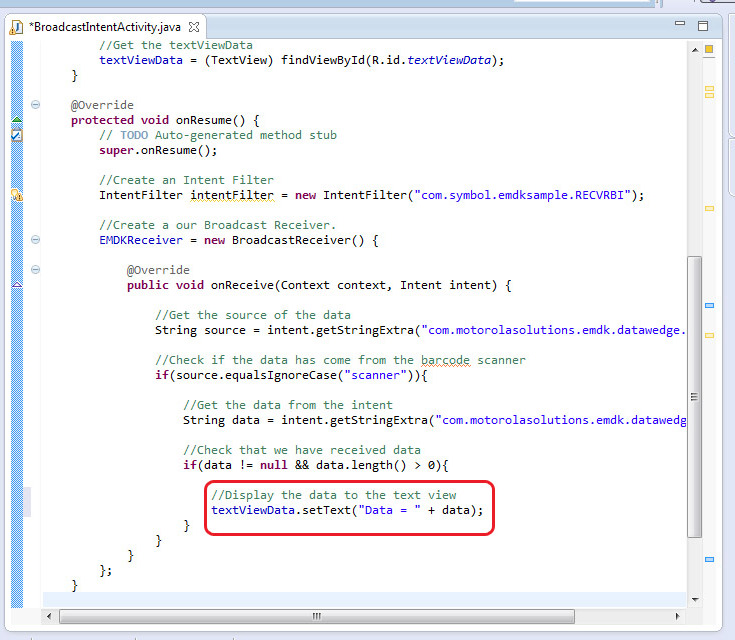 *BroadcastIntentActivity.java
//Get the textViewData
textViewData = (TextView) findViewById(R.id.textViewData);
}
@Override
protected void onResume() {
// TODO Auto-generated method stub
super.onResume();
//Create an Intent Filter
IntentFilter intentFilter = new IntentFilter("com.symbol.emdksample.RECVRBI");
//Create a our Broadcast Receiver.
EMDKReceiver = new BroadcastReceiver() {
@Override
public void onReceive(Context context, Intent intent) {
//Get the source of the data
String source = intent.getStringExtra("com.motorolasolutions.emdk.datawedge.
//Check if the data has come from the barcode scanner
if(source.equalsIgnoreCase("scanner")){
//Get the data from the intent
String data = intent.getStringExtra("com.motorolasolutions.emdk.datawedg
//Check that we have received data
if(data != null && data.length() > 0){
//Display the data to the text view
textViewData.setText("Data = " + data);
}
}
}
};
}